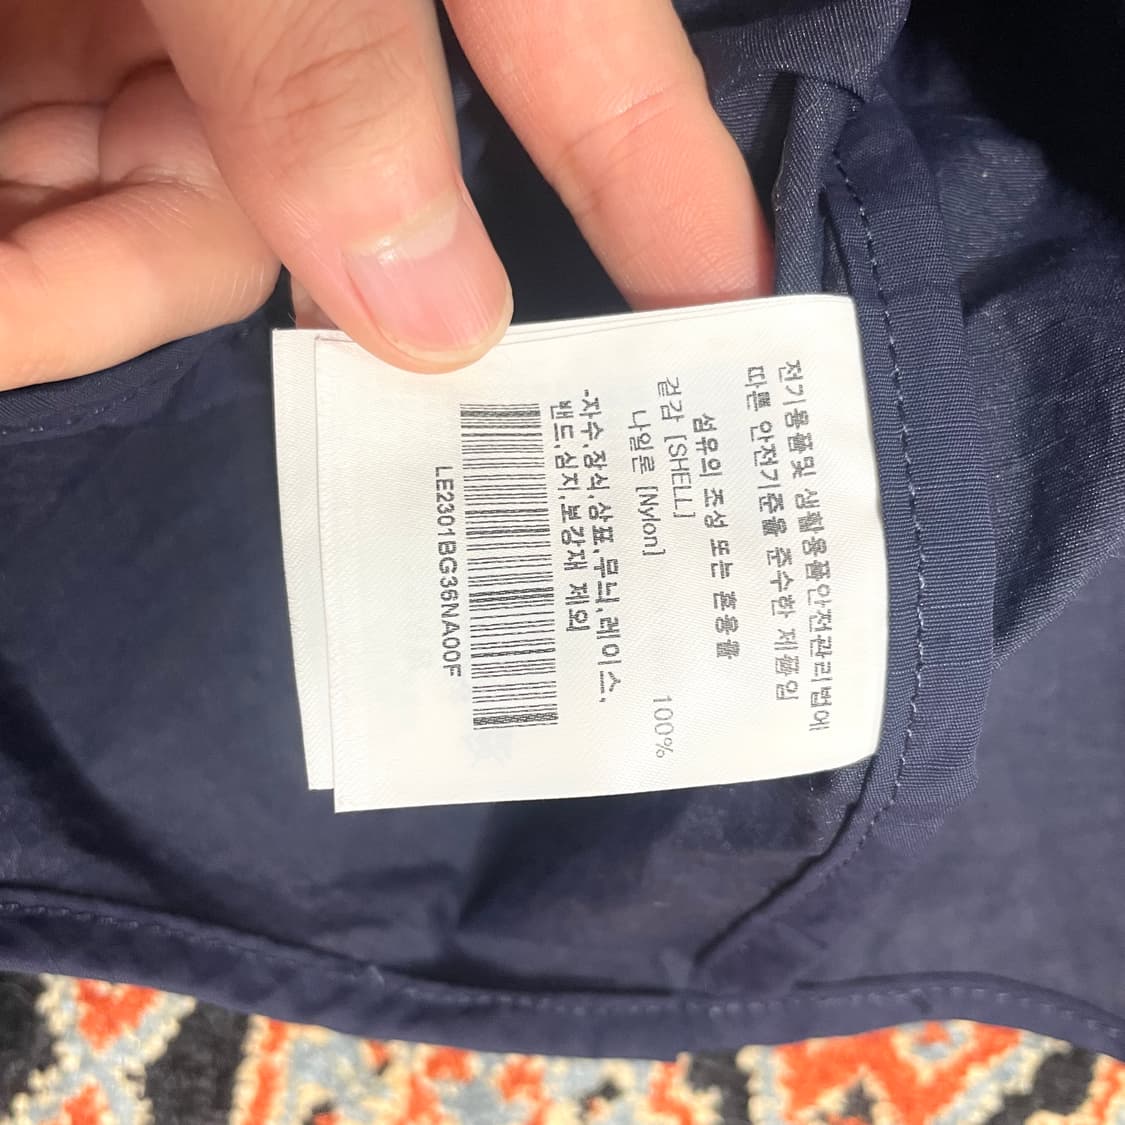 전기용품및 생활용품안전관리법에
따른 안전기준을 준수한 제품임
섬유의 조성 또는 혼용률
겉감 [SHELL]
나일론 [Nylon] 100%
-자수,장식,상표,무늬,레이스,
밴드,심지,보강재 제외
LE2301BG36NA00F